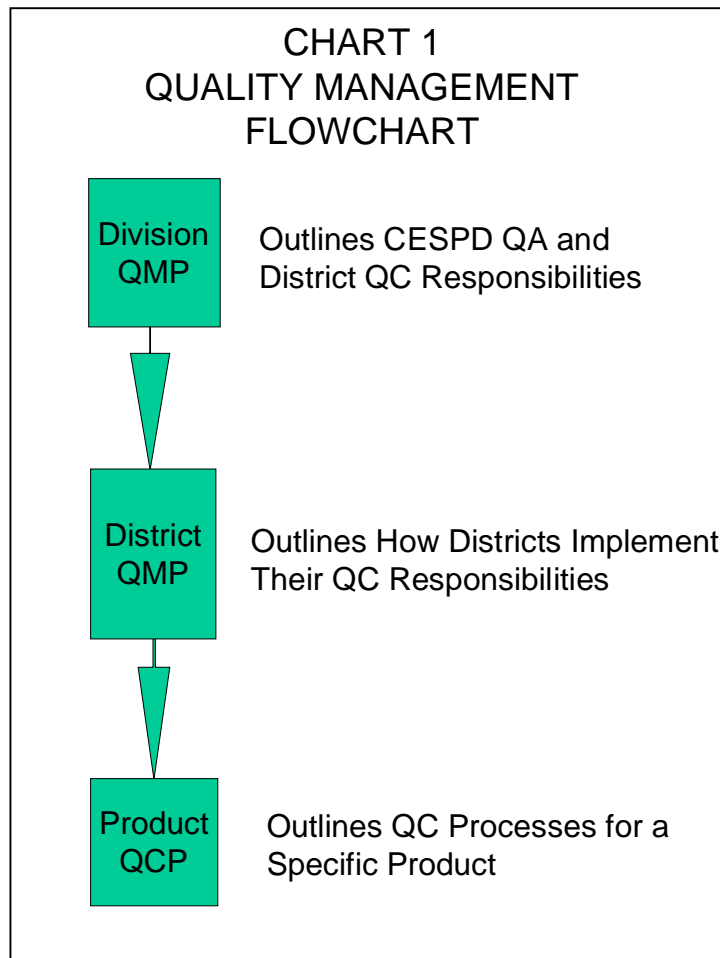 CHART 1
QUALITY MANAGEMENT
FLOWCHART
Division
QMP
Outlines CESPD QA and
District QC Responsibilities
District
QMP
Outlines How Districts Implement
Their QC Responsibilities
Product
QCP
Outlines QC Processes for a
Specific Product